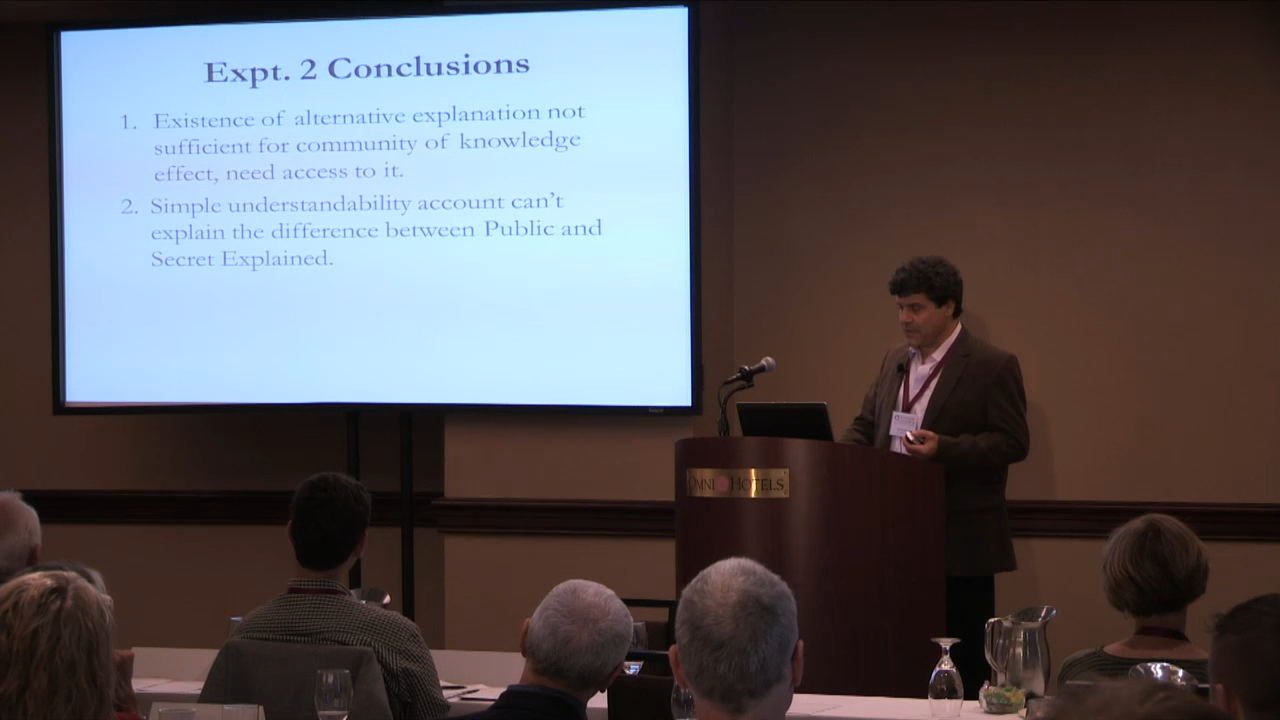 Expt. 2 Conclusions
1. Existence of alternative explanation not
sufficient for community of knowledge
effect, need access to it.
2. Simple understandability account can't
explain the difference between Public and
Secret Explained.
OMNI HOTELS